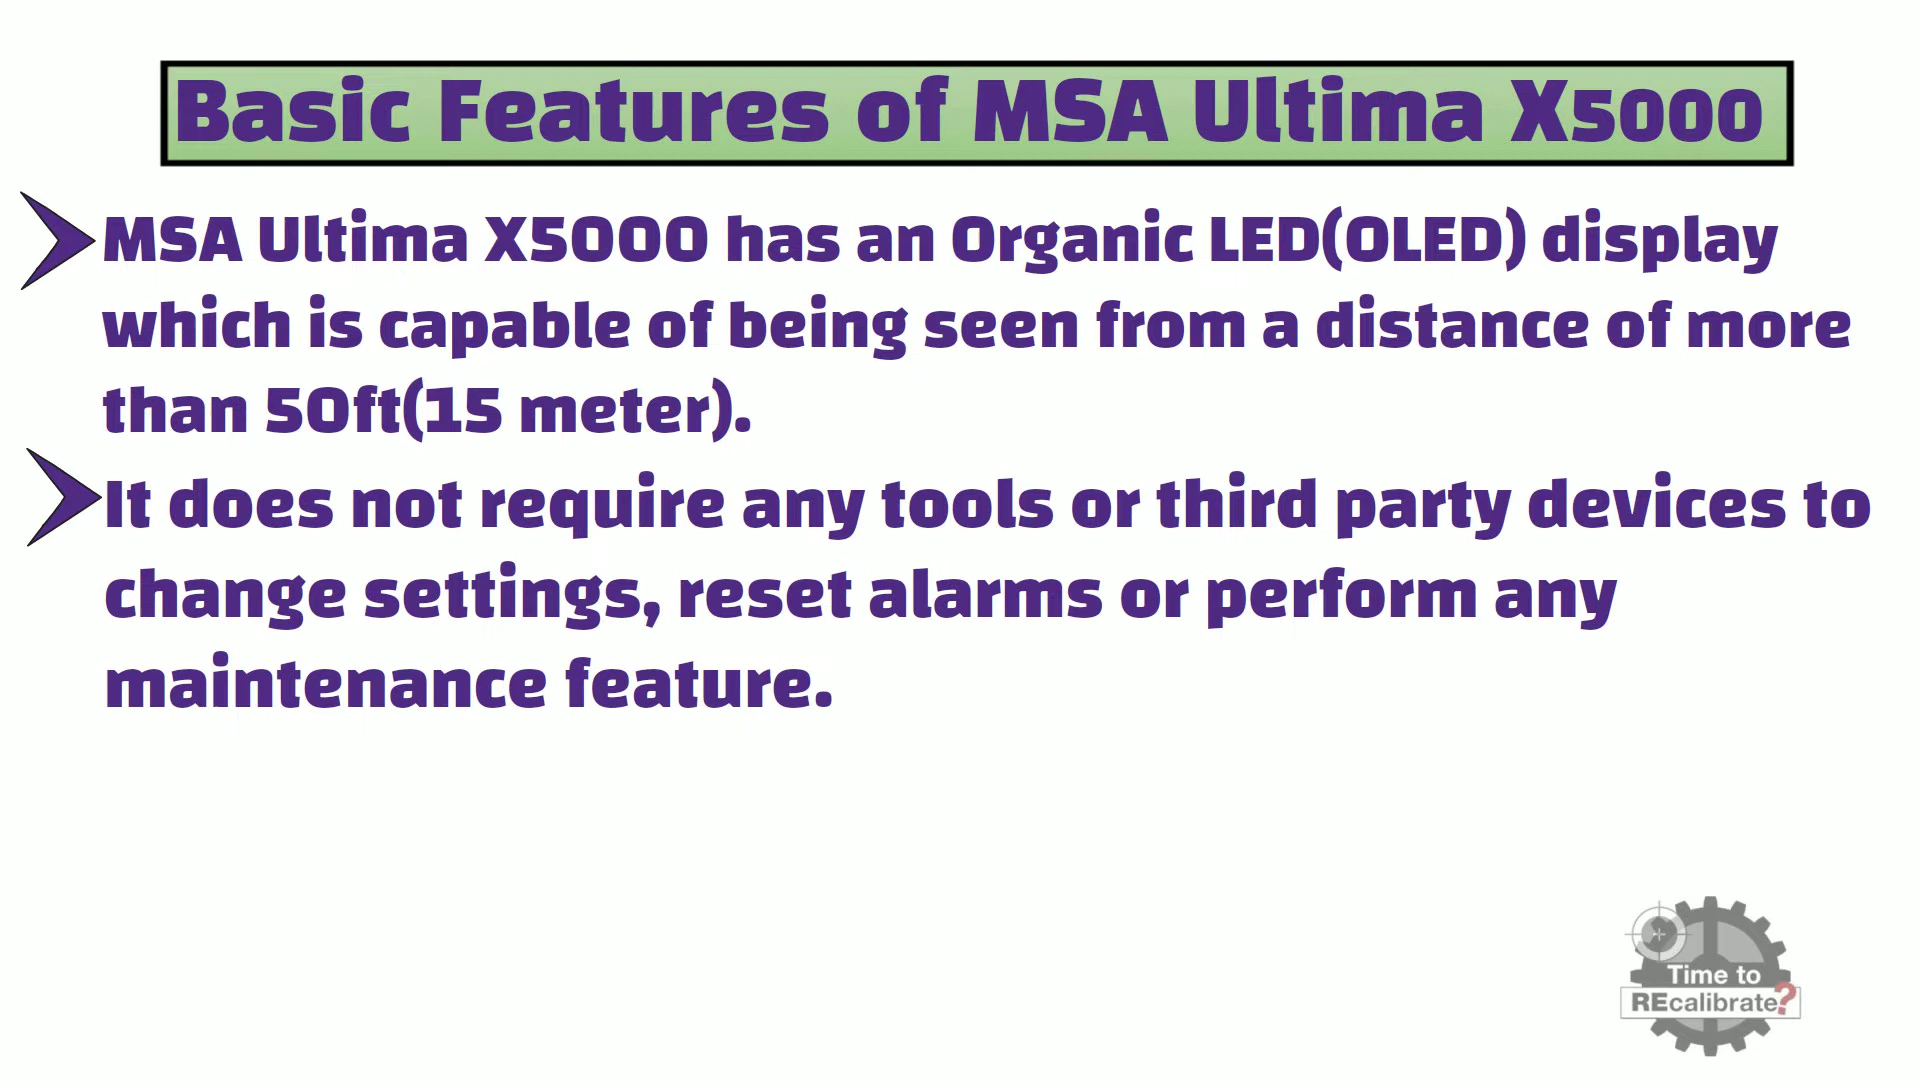 Basic Features of MSA Ultima X5000
MSA Ultima X5000 has an Organic LED(OLED) display
which is capable of being seen from a distance of more
than 50ft(15 meter).
It does not require any tools or third party devices to
change settings, reset alarms or perform any
maintenance feature.
Time to
REcalibrate?